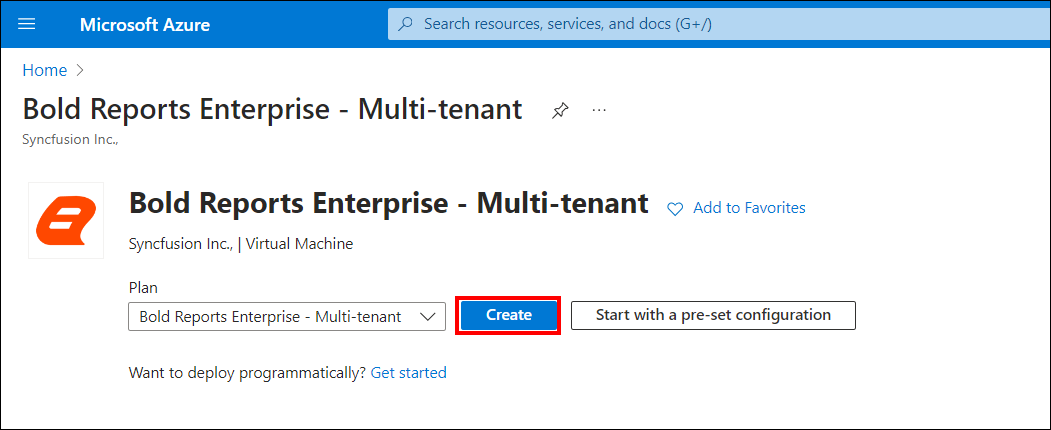 Microsoft Azure
Search resources, services, and docs (G+/)
Home
Bold Reports Enterprise - Multi-tenant
Syncfusion Inc.,
Bold Reports Enterprise - Multi-tenant
Add to Favorites
Syncfusion Inc., | Virtual Machine
Plan
Bold Reports Enterprise - Multi-tenant
Create
Start with a pre-set configuration
Want to deploy programmatically? Get started